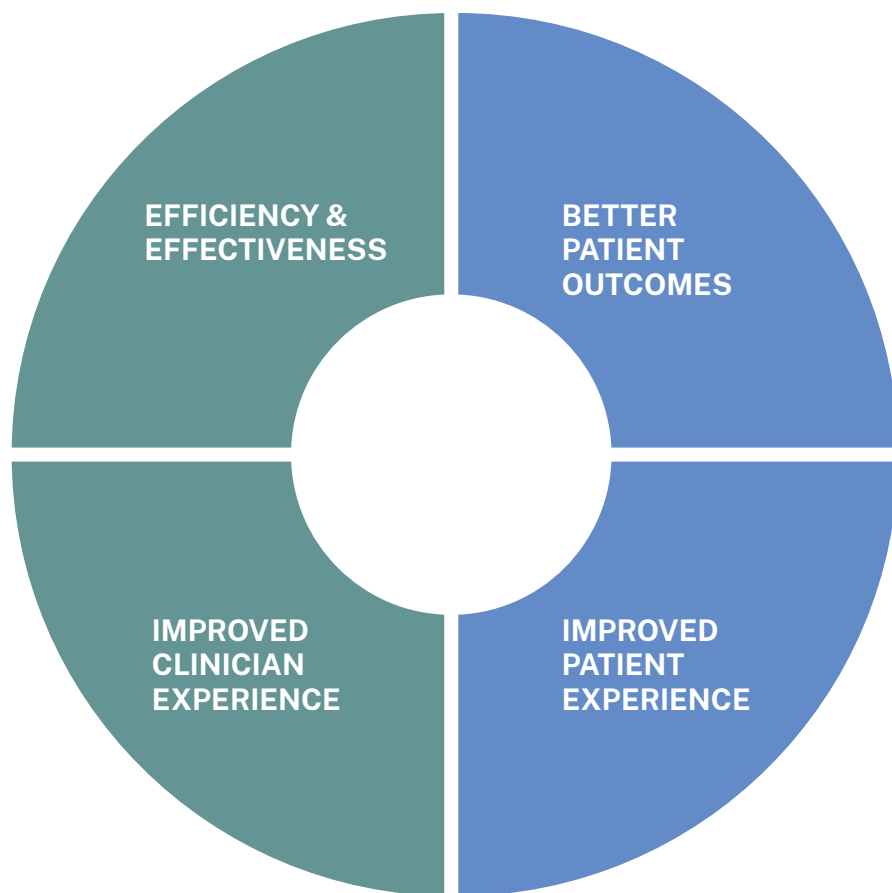 EFFICIENCY &
EFFECTIVENESS
BETTER
PATIENT
OUTCOMES
IMPROVED
CLINICIAN
EXPERIENCE
IMPROVED
PATIENT
EXPERIENCE